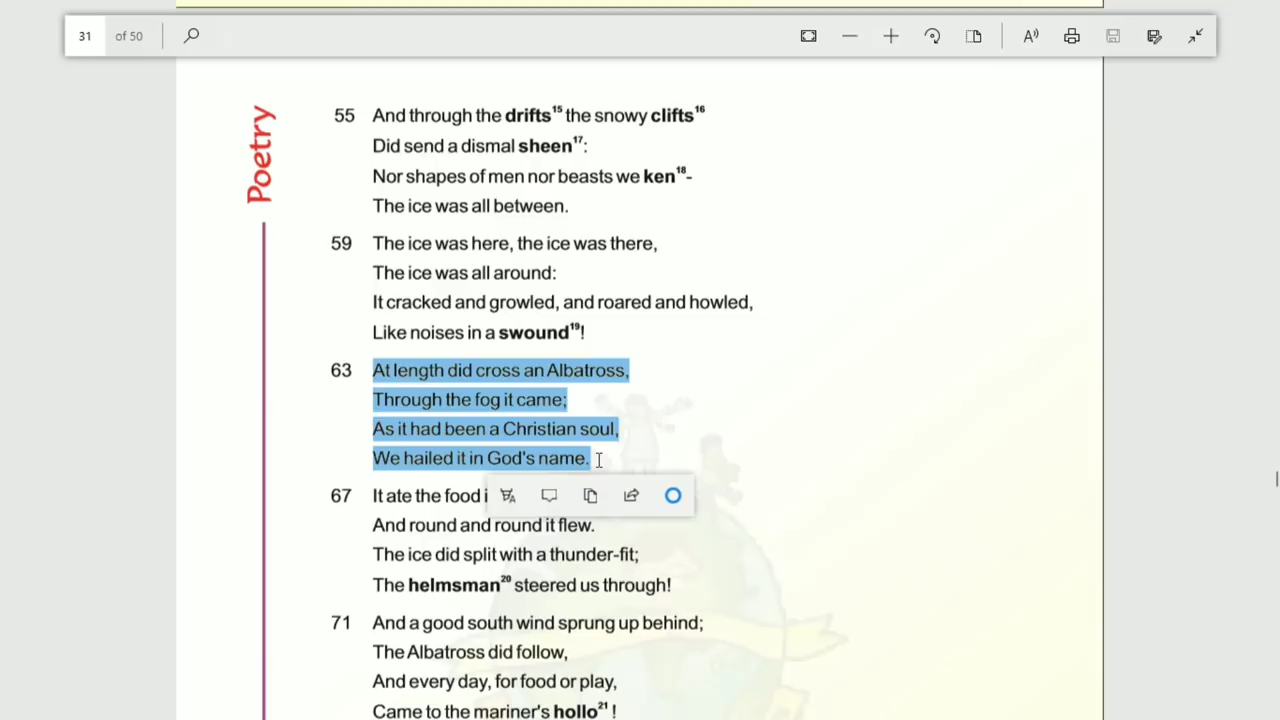 31 of 50
Poetry
55 And through the drifts15 the snowy clifts16
Did send a dismal sheen17:
Nor shapes of men nor beasts we ken18-
The ice was all between.
59 The ice was here, the ice was there,
The ice was all around:
It cracked and growled, and roared and howled,
Like noises in a swound19!
63 At length did cross an Albatross,
Through the fog it came;
As it had been a Christian soul,
We hailed it in God's name.
67 It ate the food i
And round and round it flew.
The ice did split with a thunder-fit;
The helmsman20 steered us through!
71 And a good south wind sprung up behind;
The Albatross did follow,
And every day, for food or play,
Came to the mariner's hollo21 !